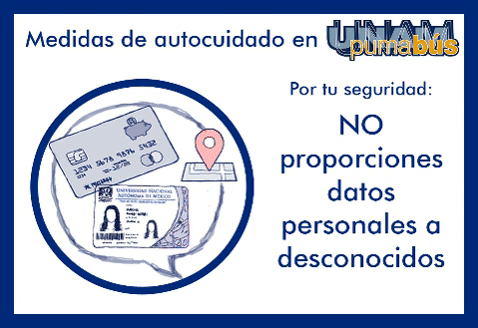 Medidas de autocuidado en UNAM
pumabús
Por tu seguridad:
NO
proporciones
datos
personales a
desconocidos
1234 5678 9876 5432
UNIVERSIDAD NACIONAL
AUTÓNOMA DE MÉXICO